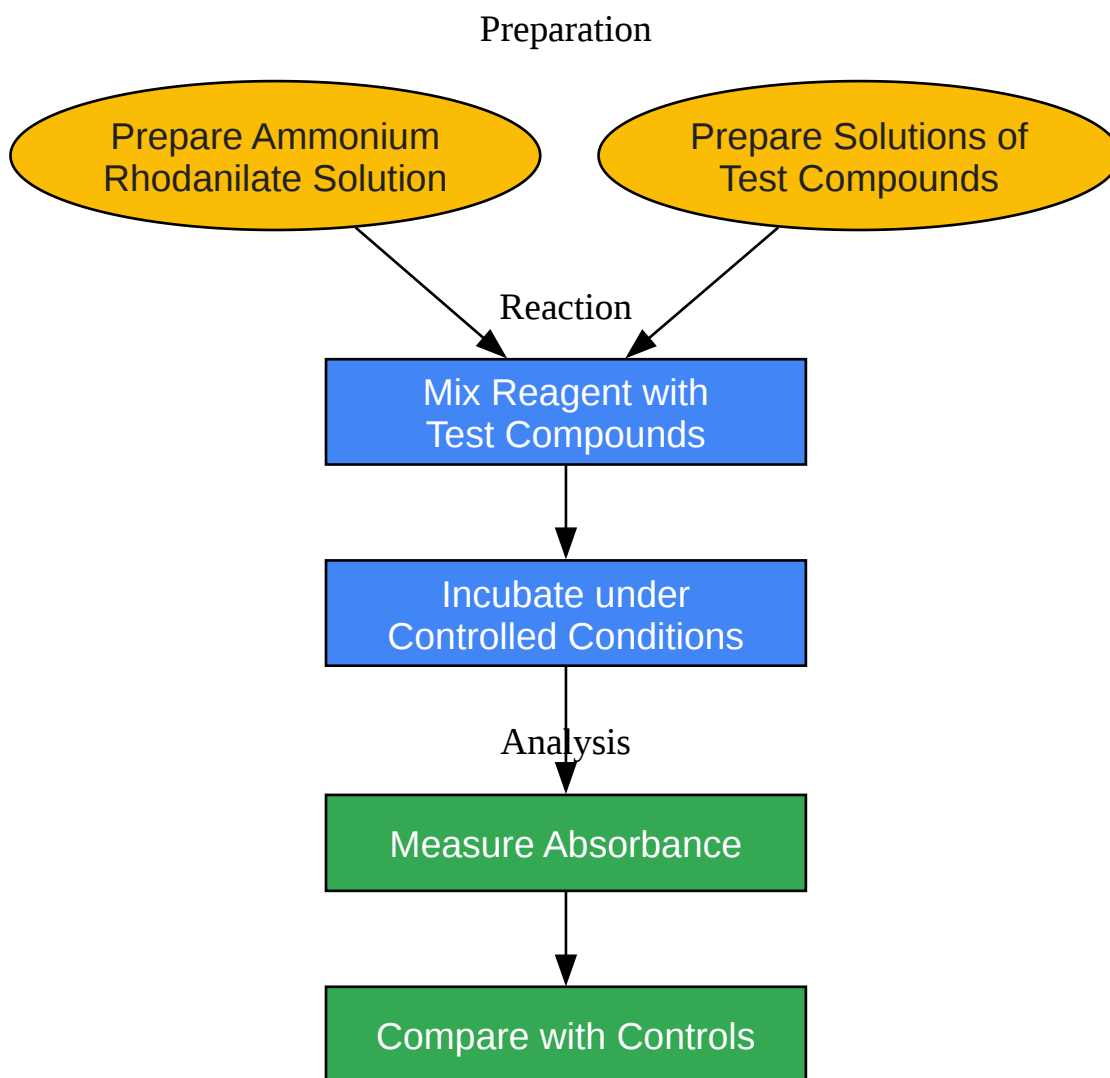 Preparation
Prepare Ammonium
Rhodanilate Solution
Prepare Solutions of
Test Compounds
Reaction
Mix Reagent with
Test Compounds
Incubate under
Controlled Conditions
Analysis
Measure Absorbance
Compare with Controls